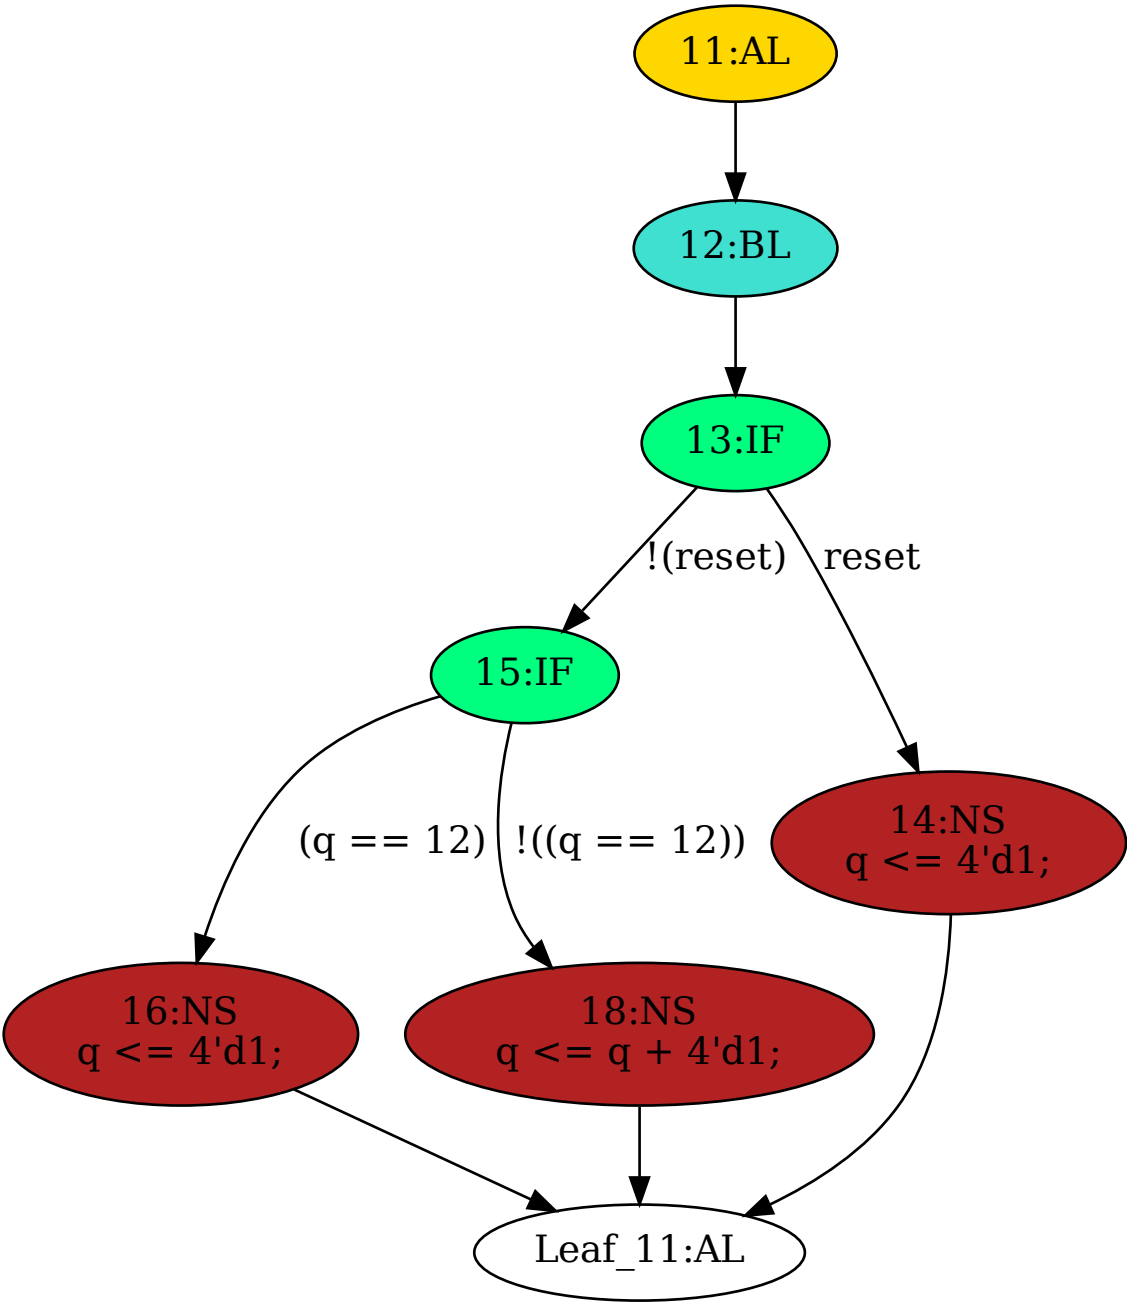 11:AL
12:BL
13:IF
!(reset)
reset
15:IF
(q == 12)
!((q == 12))
14:NS
q <= 4'd1;
16:NS
q <= 4'd1;
18:NS
q <= q + 4'd1;
Leaf_11:AL